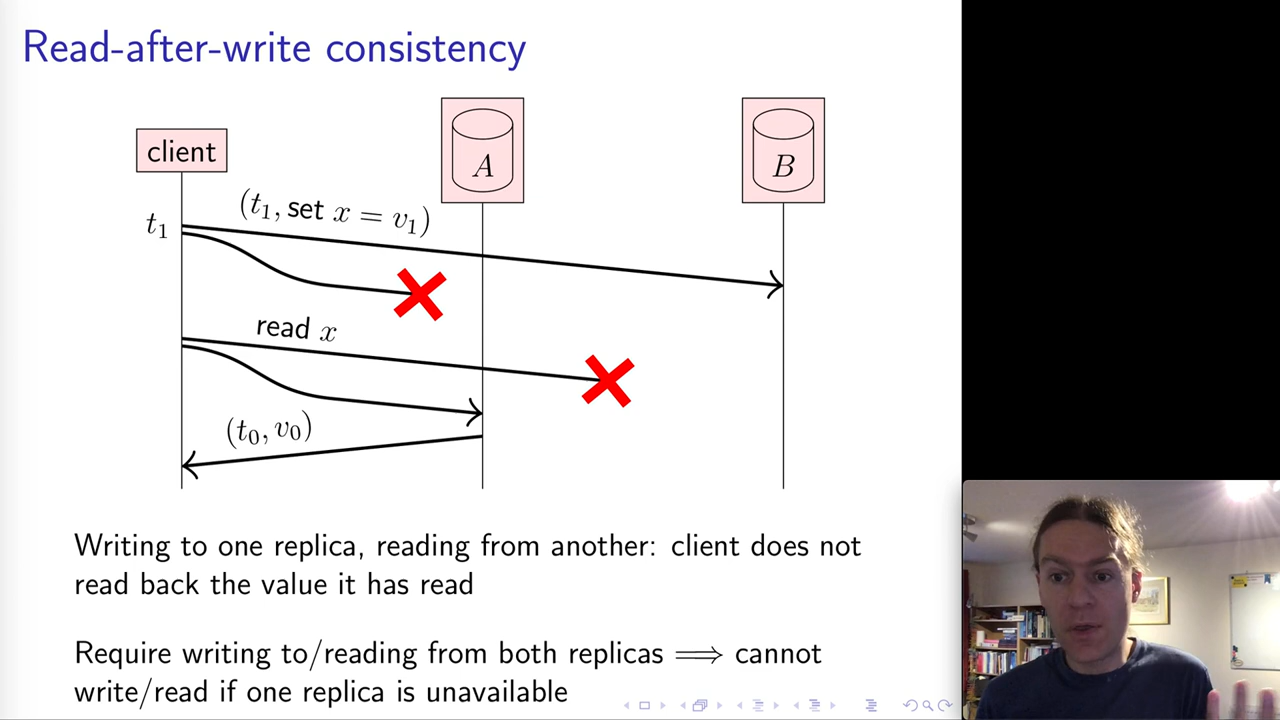 Read-after-write consistency
client
A
B
t₁
(t₁, set x = v₁)
read x
(t₀, v₀)
Writing to one replica, reading from another: client does not
read back the value it has read
Require writing to/reading from both replicas ⟹ cannot
write/read if one replica is unavailable